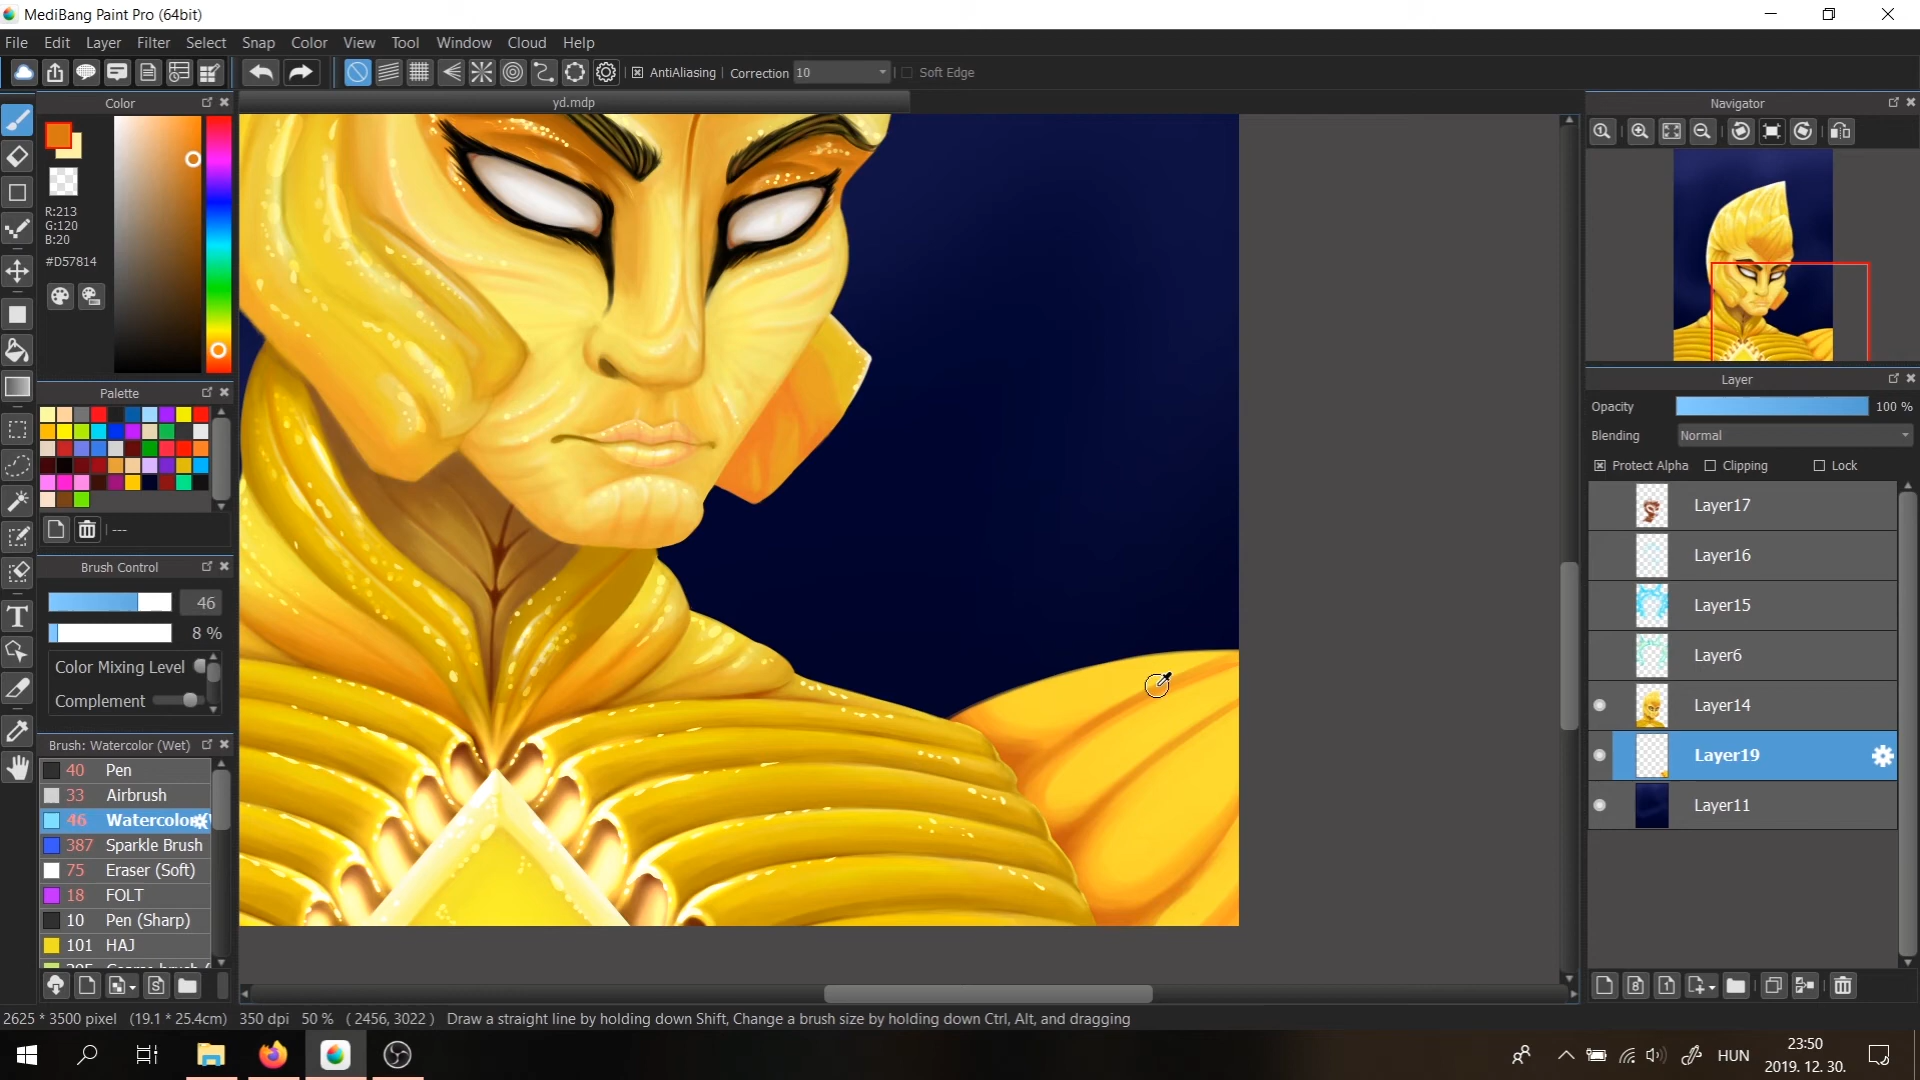 MediBang Paint Pro (64bit)
File Edit Layer Filter Select Snap Color View Tool Window Cloud Help
AntiAliasing Correction 10 Soft Edge
Color
yd.mdp
Navigator
R:213
G:120
B:20
#D57814
Palette
---
Layer
Opacity 100 %
Blending Normal
Protect Alpha Clipping Lock
Layer17
Layer16
Layer15
Layer6
Layer14
Layer19
Layer11
Brush Control
46
8 %
Color Mixing Level
Complement
Brush: Watercolor (Wet)
40 Pen
33 Airbrush
46 Watercolor
387 Sparkle Brush
75 Eraser (Soft)
18 FOLT
10 Pen (Sharp)
101 HAJ
2625 * 3500 pixel (19.1 * 25.4cm) 350 dpi 50 % ( 2456, 3022 ) Draw a straight line by holding down Shift, Change a brush size by holding down Ctrl, Alt, and dragging
HUN
23:50
2019. 12. 30.